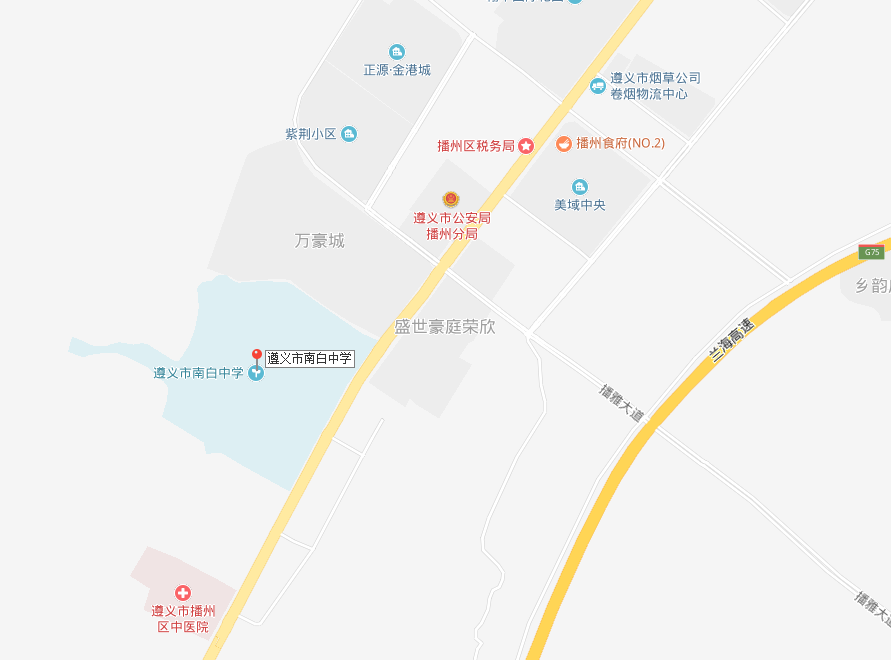 正源·金港城
遵义市烟草公司
卷烟物流中心
紫荆小区
播州区税务局
播州食府(NO.2)
美域中央
遵义市公安局
播州分局
万豪城
G75
乡韵
兰海高速
盛世豪庭荣欣
遵义市南白中学
遵义市南白中学
播雅大道
遵义市播州
区中医院
播雅大道